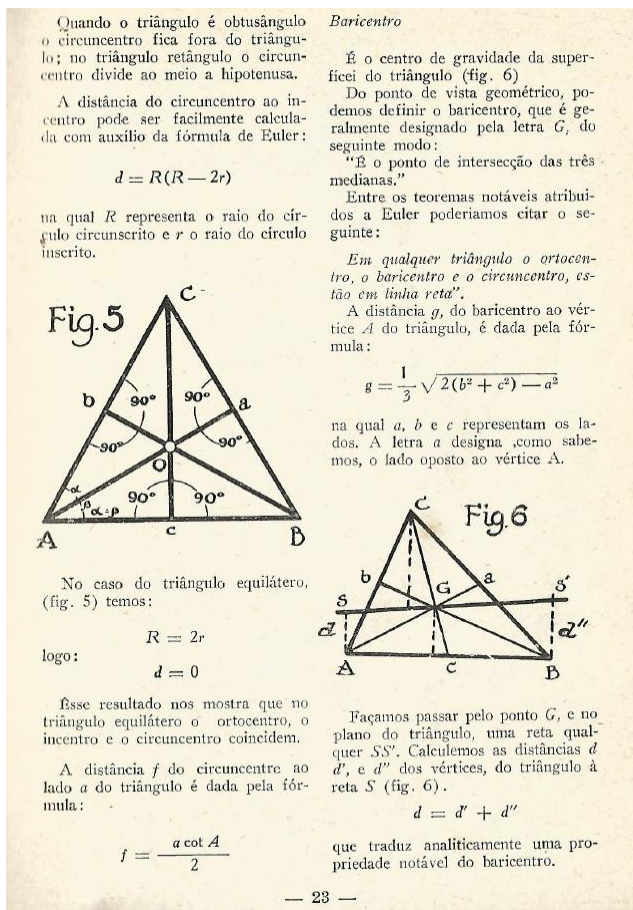 Quando o triângulo é obtusângulo
o circuncentro fica fora do triângu-
lo; no triângulo retângulo o circun-
centro divide ao meio a hipotenusa.
A distância do circuncentro ao in-
centro pode ser facilmente calcula-
da com auxílio da fórmula de Euler:
d = R(R — 2r)
na qual R representa o raio do cír-
culo circunscrito e r o raio do círculo
inscrito.
Fig.5
C
b
90°
90°
a
90°
90°
O
α
β
α=β
90°
90°
A
c
B
No caso do triângulo equilátero,
(fig. 5) temos:
R = 2r
logo:
d = 0
Êsse resultado nos mostra que no
triângulo equilátero o ortocentro, o
incentro e o circuncentro coincidem.
A distância f do circuncentre ao
lado a do triângulo é dada pela fór-
mula:
f = a cot A / 2
Baricentro
É o centro de gravidade da super-
ficei do triângulo (fig. 6)
Do ponto de vista geométrico, po-
demos definir o baricentro, que é ge-
ralmente designado pela letra G, do
seguinte modo:
"É o ponto de intersecção das três
medianas."
Entre os teoremas notáveis atribui-
dos a Euler poderiamos citar o se-
guinte:
Em qualquer triângulo o ortocen-
tro, o baricentro e o circuncentro, es-
tão em linha reta".
A distância g, do baricentro ao vér-
tice A do triângulo, é dada pela fór-
mula:
g = 1/3 √ 2(b² + c²) — a²
na qual a, b e c representam os la-
dos. A letra a designa ,como sabe-
mos, o lado oposto ao vértice A.
C
Fig.6
b
G
a
S
S'
d
d"
A
C
B
Façamos passar pelo ponto G, e no
plano do triângulo, uma reta qual-
quer SS'. Calculemos as distâncias d
d', e d" dos vértices, do triângulo à
reta S (fig. 6).
d = d' + d"
que traduz analiticamente uma pro-
priedade notável do baricentro.
— 23 —